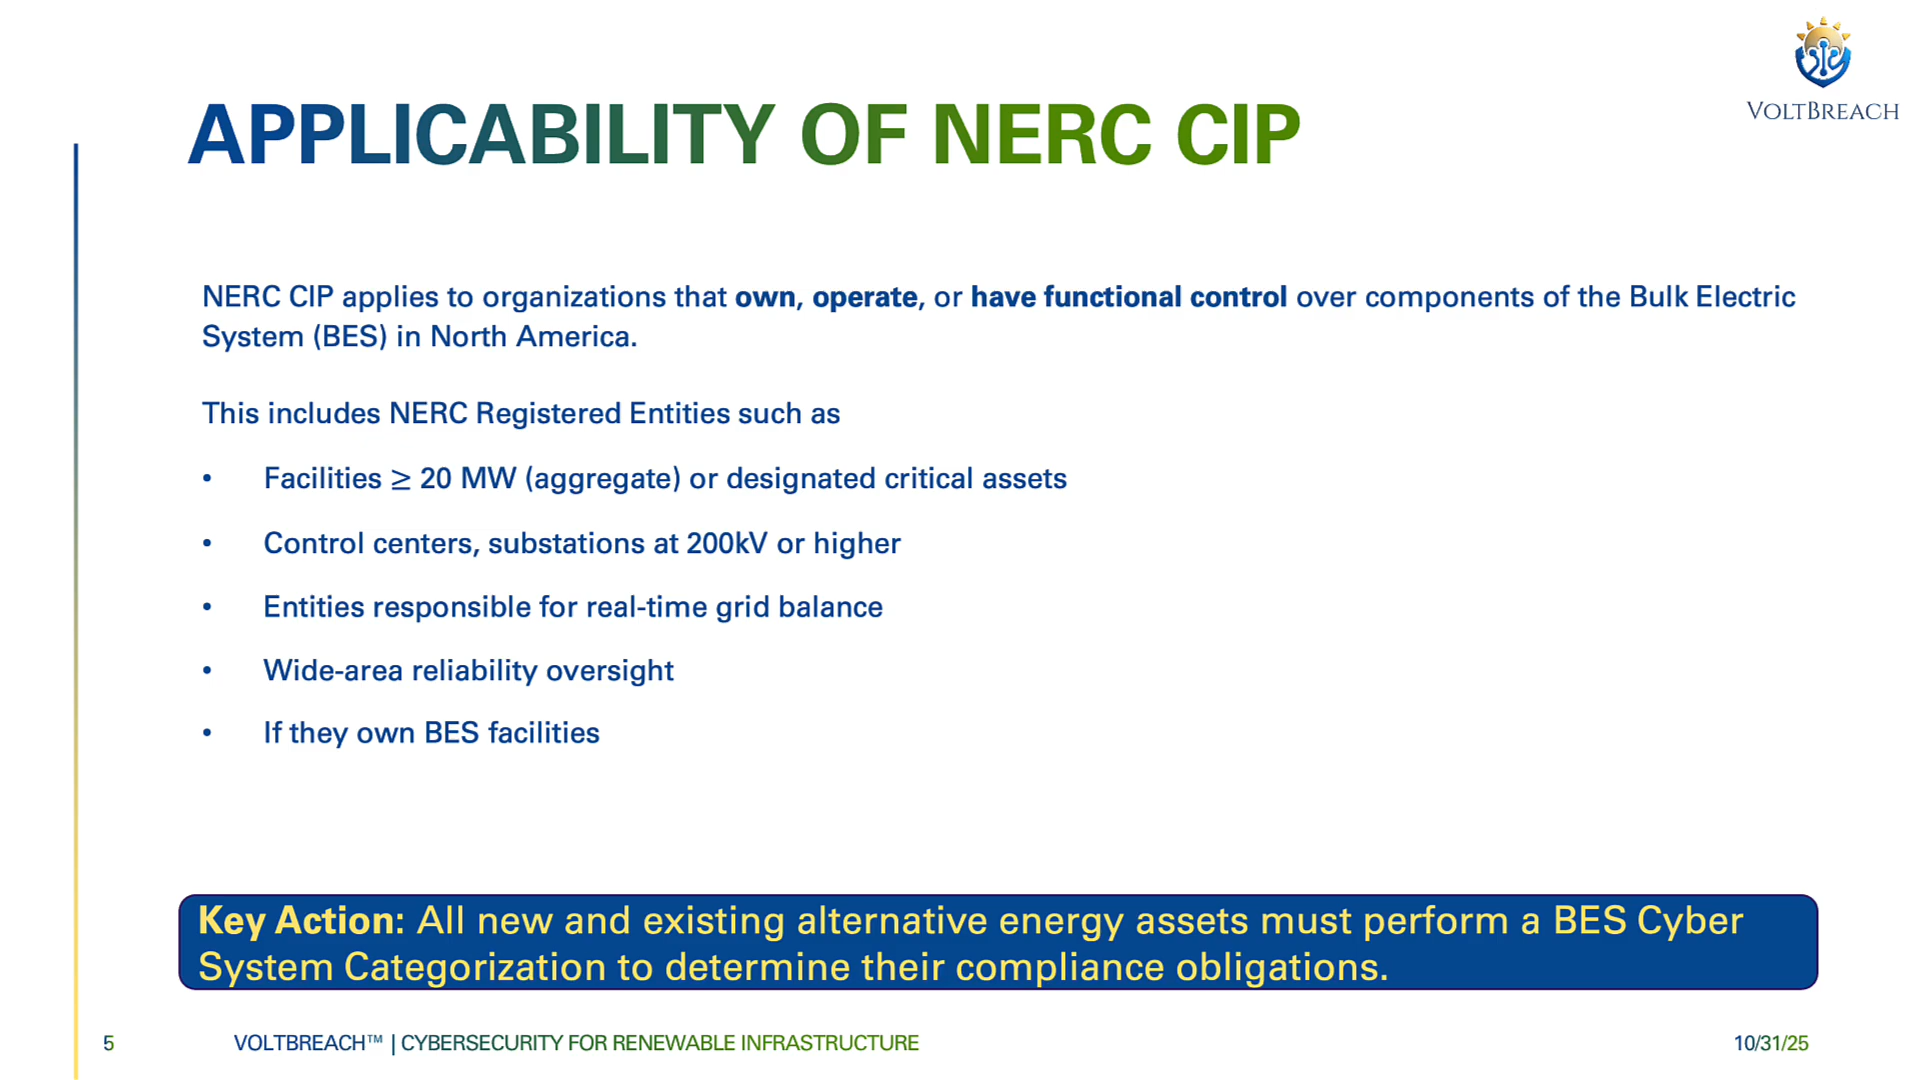 VOLTBREACH
APPLICABILITY OF NERC CIP
NERC CIP applies to organizations that own, operate, or have functional control over components of the Bulk Electric
System (BES) in North America.
This includes NERC Registered Entities such as
• Facilities ≥ 20 MW (aggregate) or designated critical assets
• Control centers, substations at 200kV or higher
• Entities responsible for real-time grid balance
• Wide-area reliability oversight
• If they own BES facilities
Key Action: All new and existing alternative energy assets must perform a BES Cyber
System Categorization to determine their compliance obligations.
5 VOLTBREACH™ | CYBERSECURITY FOR RENEWABLE INFRASTRUCTURE 10/31/25